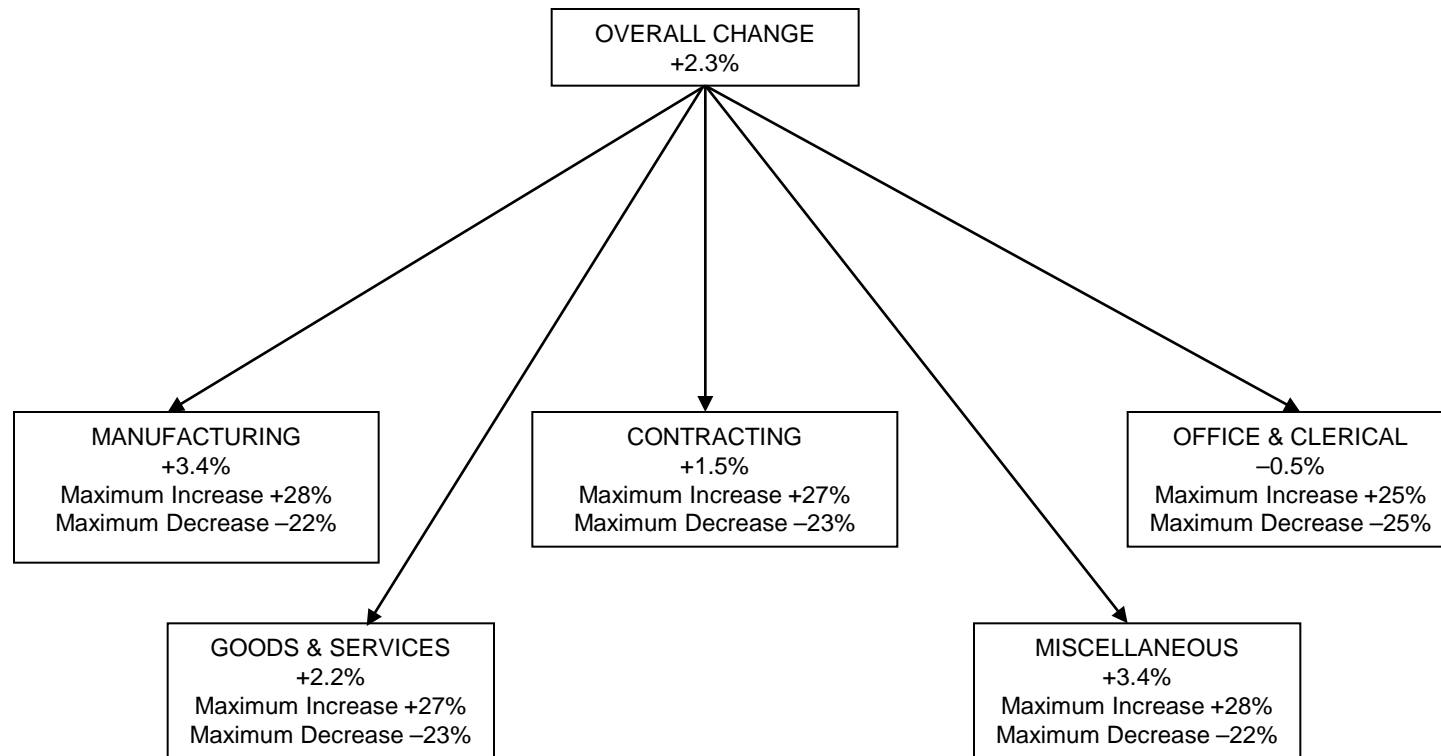 OVERALL CHANGE
+2.3%
MANUFACTURING
+3.4%
Maximum Increase +28%
Maximum Decrease –22%
CONTRACTING
+1.5%
Maximum Increase +27%
Maximum Decrease –23%
OFFICE & CLERICAL
–0.5%
Maximum Increase +25%
Maximum Decrease –25%
GOODS & SERVICES
+2.2%
Maximum Increase +27%
Maximum Decrease –23%
MISCELLANEOUS
+3.4%
Maximum Increase +28%
Maximum Decrease –22%